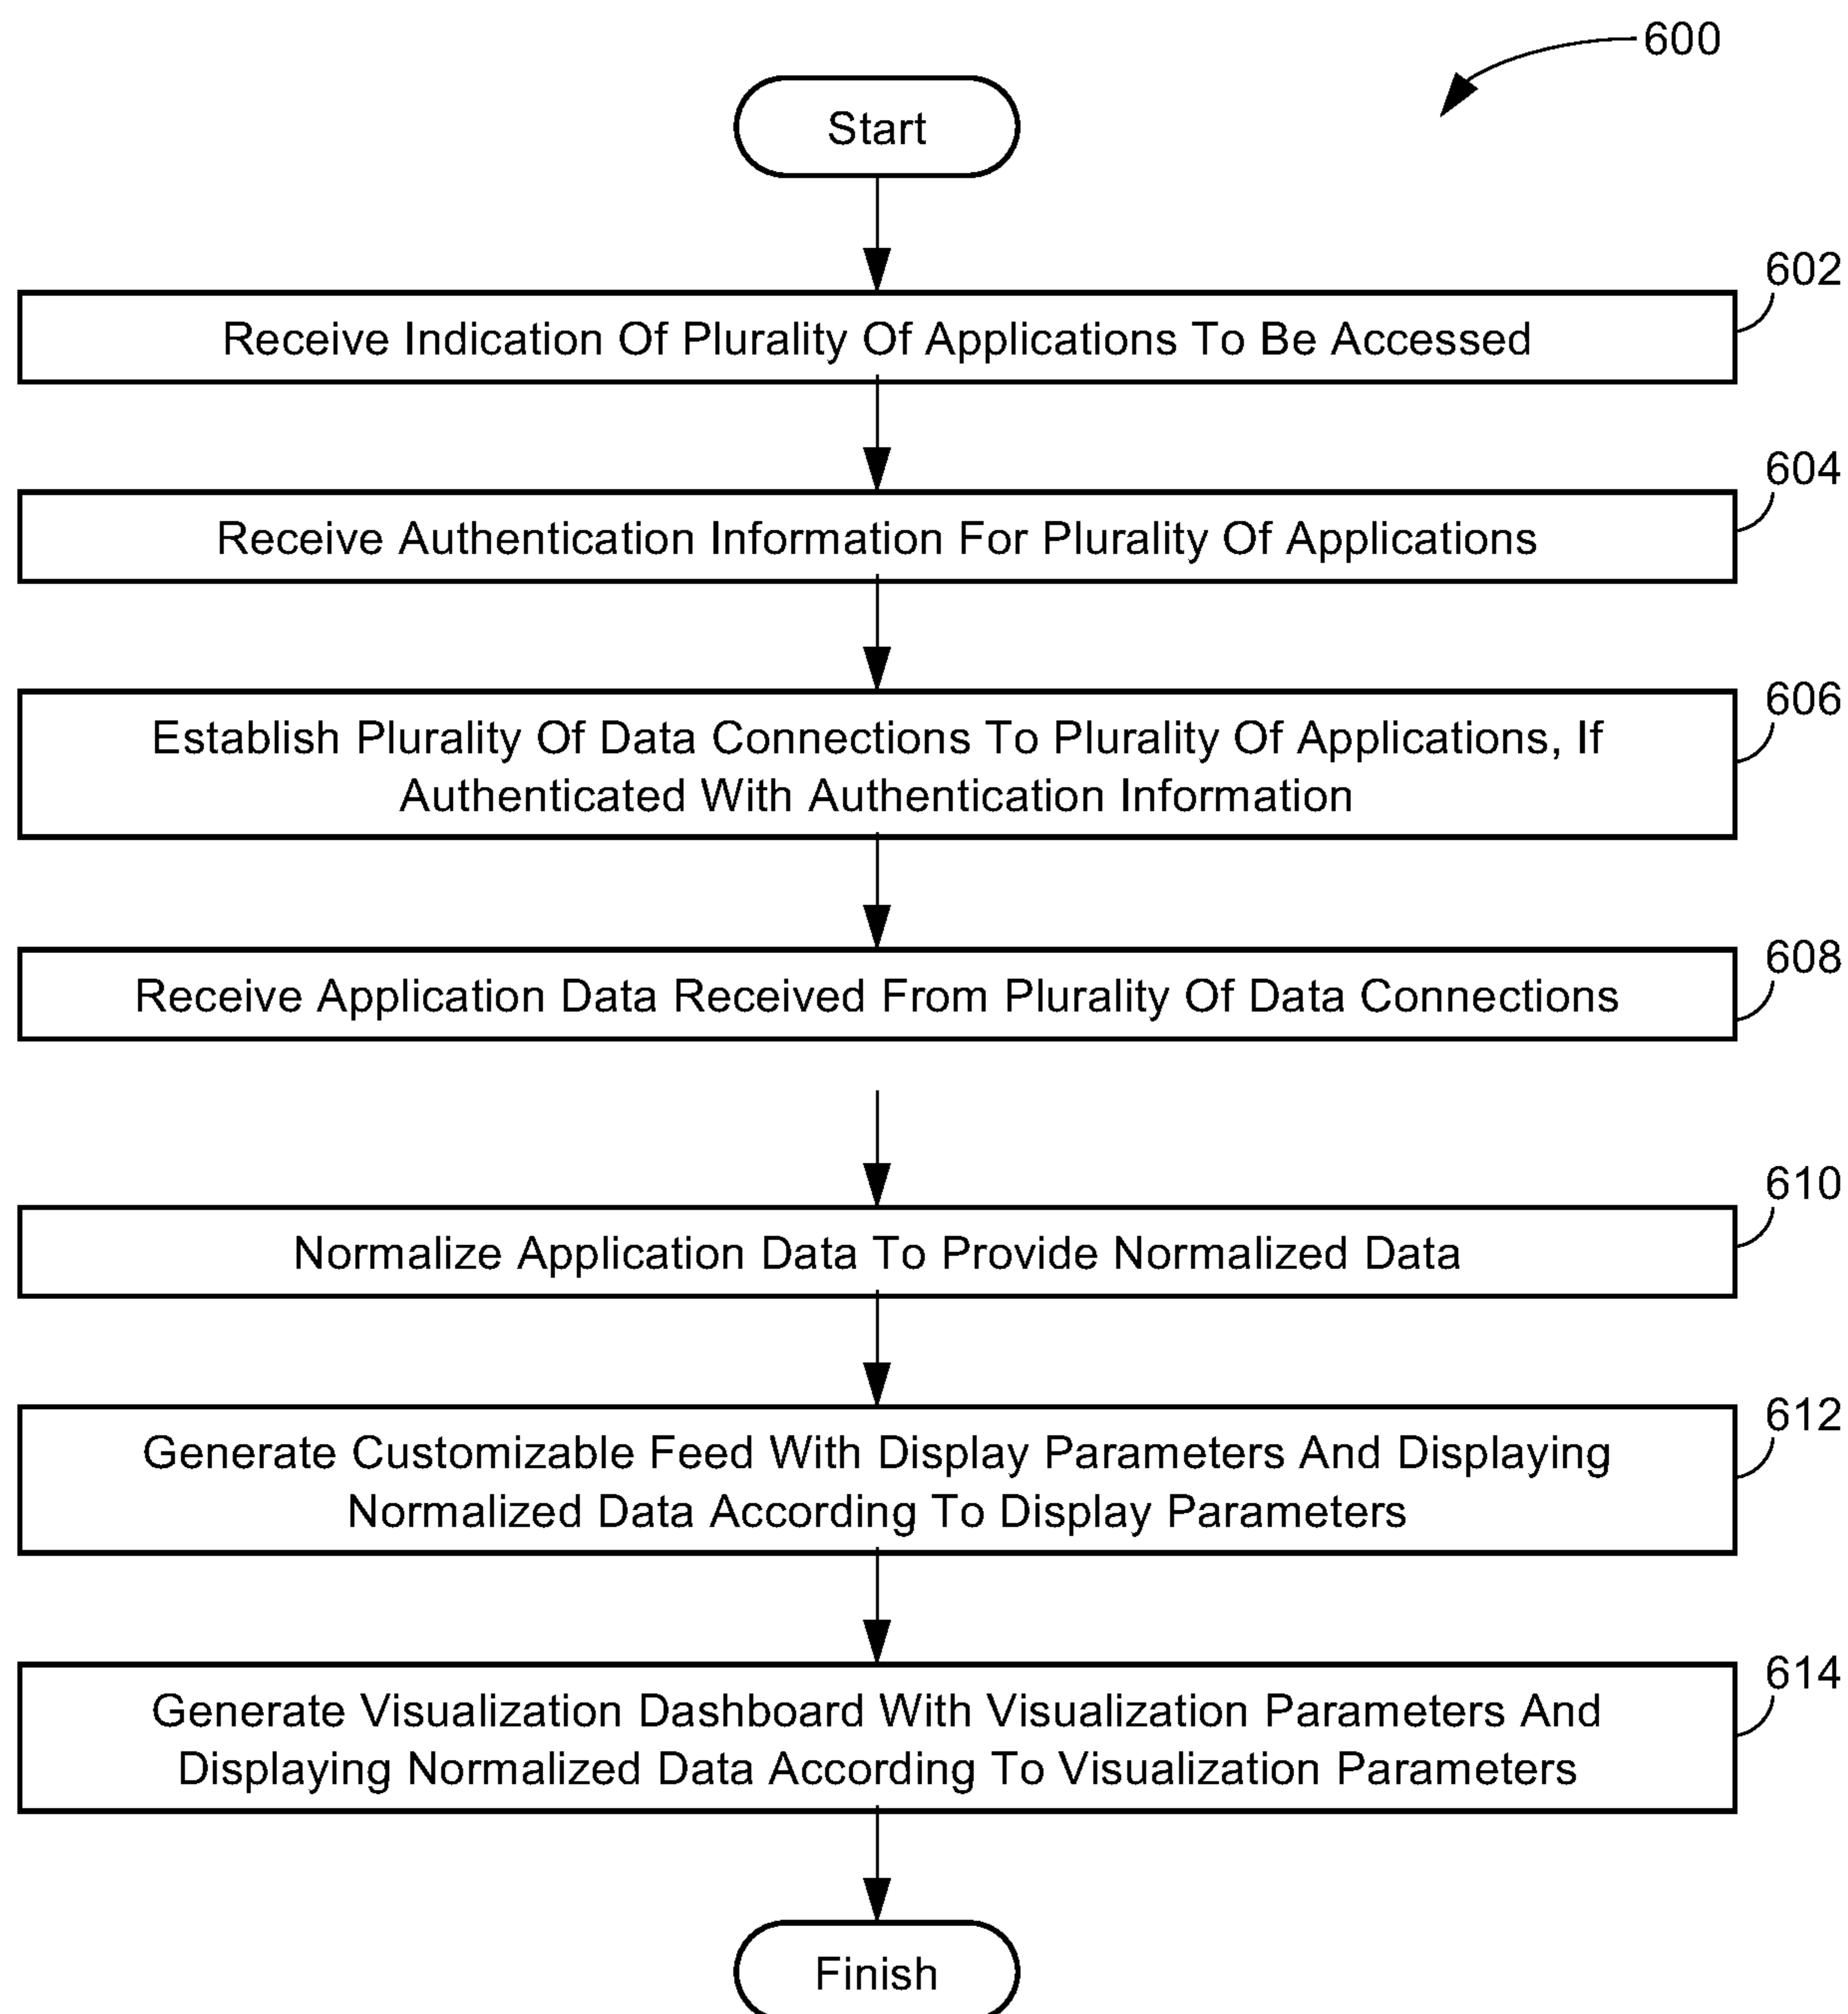 600
Start
602
Receive Indication Of Plurality Of Applications To Be Accessed
604
Receive Authentication Information For Plurality Of Applications
606
Establish Plurality Of Data Connections To Plurality Of Applications, If
Authenticated With Authentication Information
608
Receive Application Data Received From Plurality Of Data Connections
610
Normalize Application Data To Provide Normalized Data
612
Generate Customizable Feed With Display Parameters And Displaying
Normalized Data According To Display Parameters
614
Generate Visualization Dashboard With Visualization Parameters And
Displaying Normalized Data According To Visualization Parameters
Finish